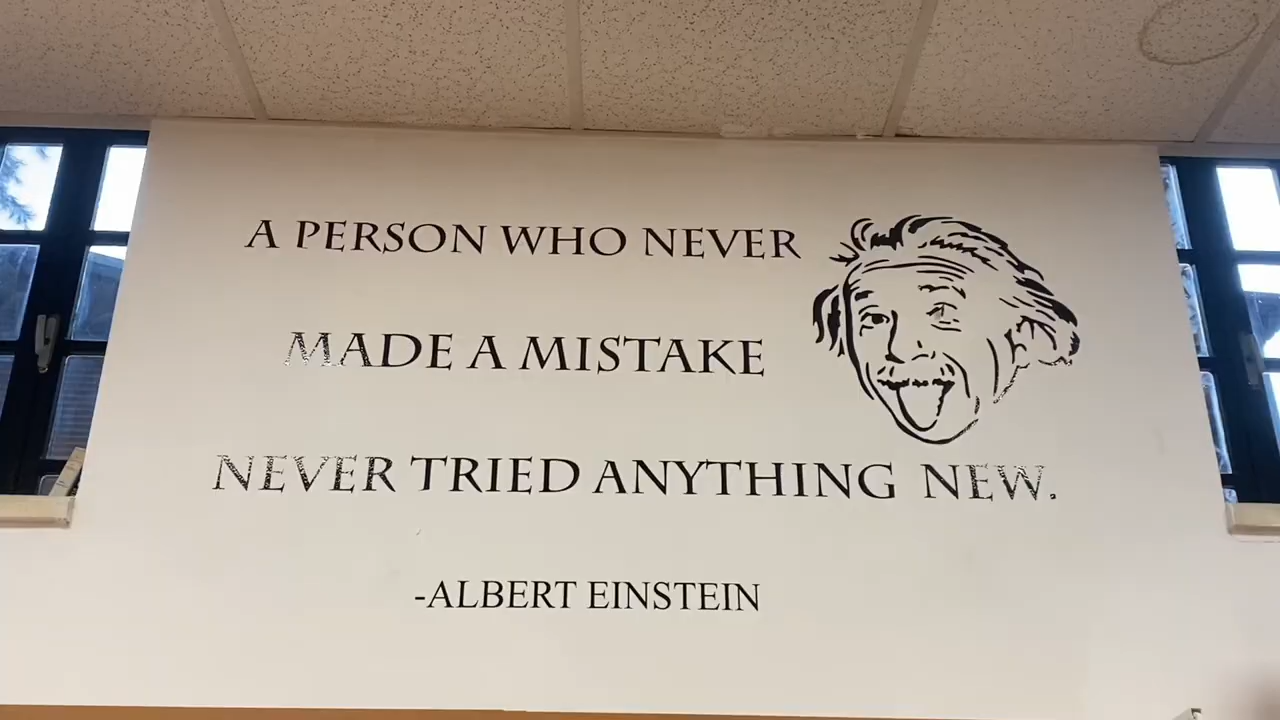 A PERSON WHO NEVER
MADE A MISTAKE
NEVER TRIED ANYTHING NEW.
-ALBERT EINSTEIN